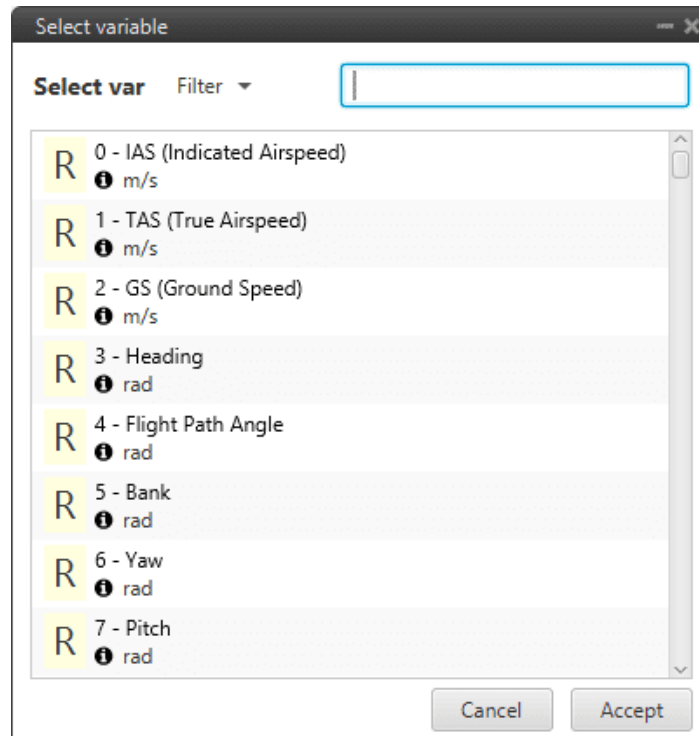 Select variable
Select var Filter
R 0 - IAS (Indicated Airspeed)
m/s
R 1 - TAS (True Airspeed)
m/s
R 2 - GS (Ground Speed)
m/s
R 3 - Heading
rad
R 4 - Flight Path Angle
rad
R 5 - Bank
rad
R 6 - Yaw
rad
R 7 - Pitch
rad
Cancel Accept